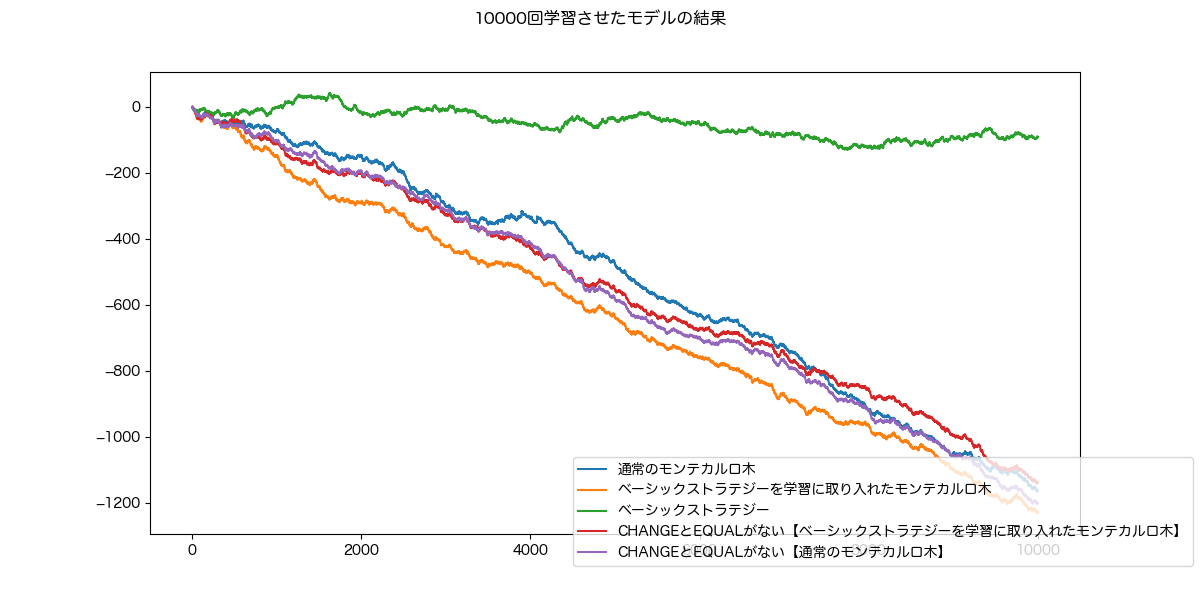 10000回学習させたモデルの結果
0
−200
−400
−600
−800
−1000
−1200
通常のモンテカルロ木
ベーシックストラテジーを学習に取り入れたモンテカルロ木
ベーシックストラテジー
CHANGEとEQUALがない【ベーシックストラテジーを学習に取り入れたモンテカルロ木】
CHANGEとEQUALがない【通常のモンテカルロ木】
0 2000 4000 6000 8000 10000